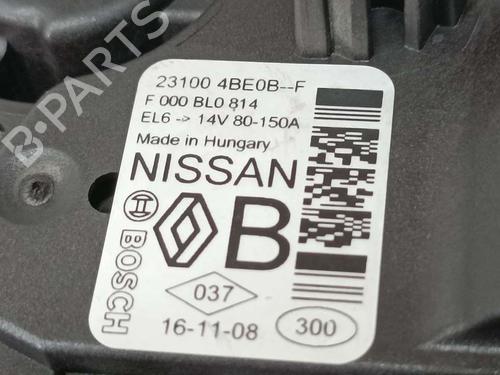 23100 4BE0B--F
F 000 BL0 814
EL6 -> 14V 80-150A
Made in Hungary
NISSAN
B
BOSCH
037
16-11-08
300
B-PARTS